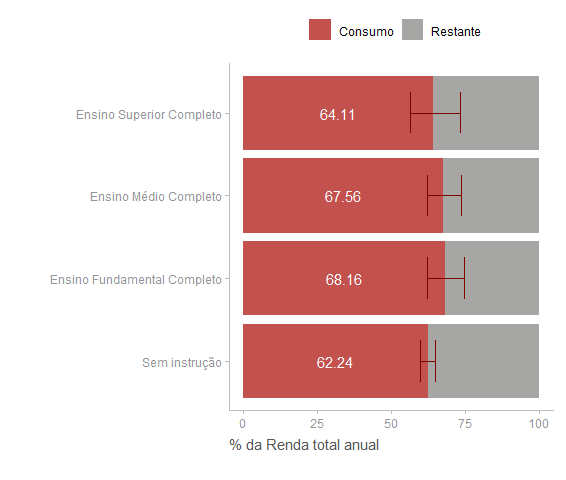 Consumo Restante
Ensino Superior Completo 64.11
Ensino Médio Completo 67.56
Ensino Fundamental Completo 68.16
Sem instrução 62.24
0 25 50 75 100
% da Renda total anual